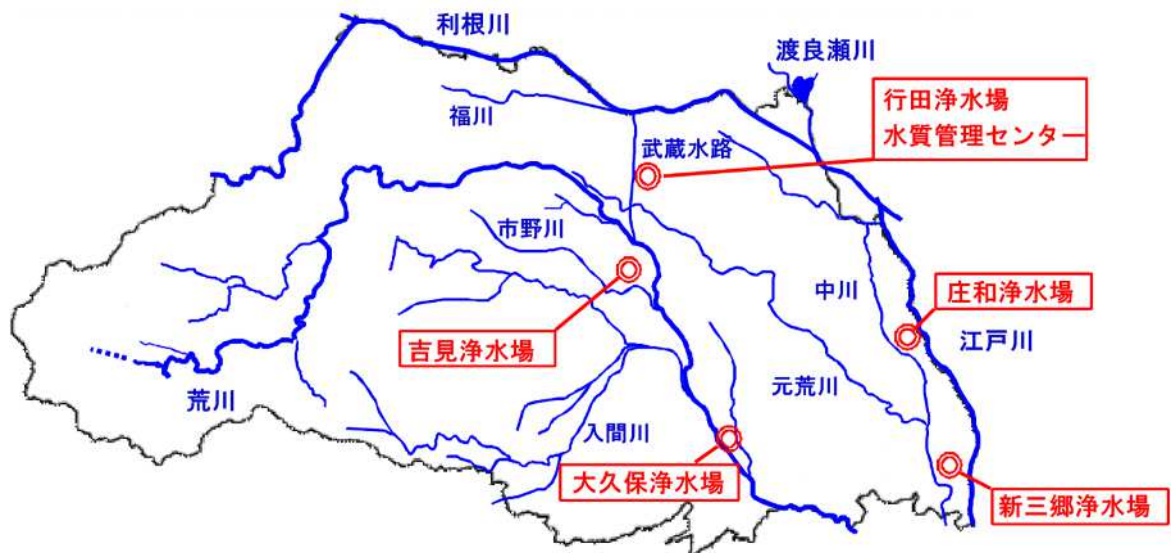 利根川
渡良瀬川
行田浄水場
水質管理センター
福川
武蔵水路
市野川
中川
庄和浄水場
吉見浄水場
江戸川
元荒川
荒川
入間川
大久保浄水場
新三郷浄水場